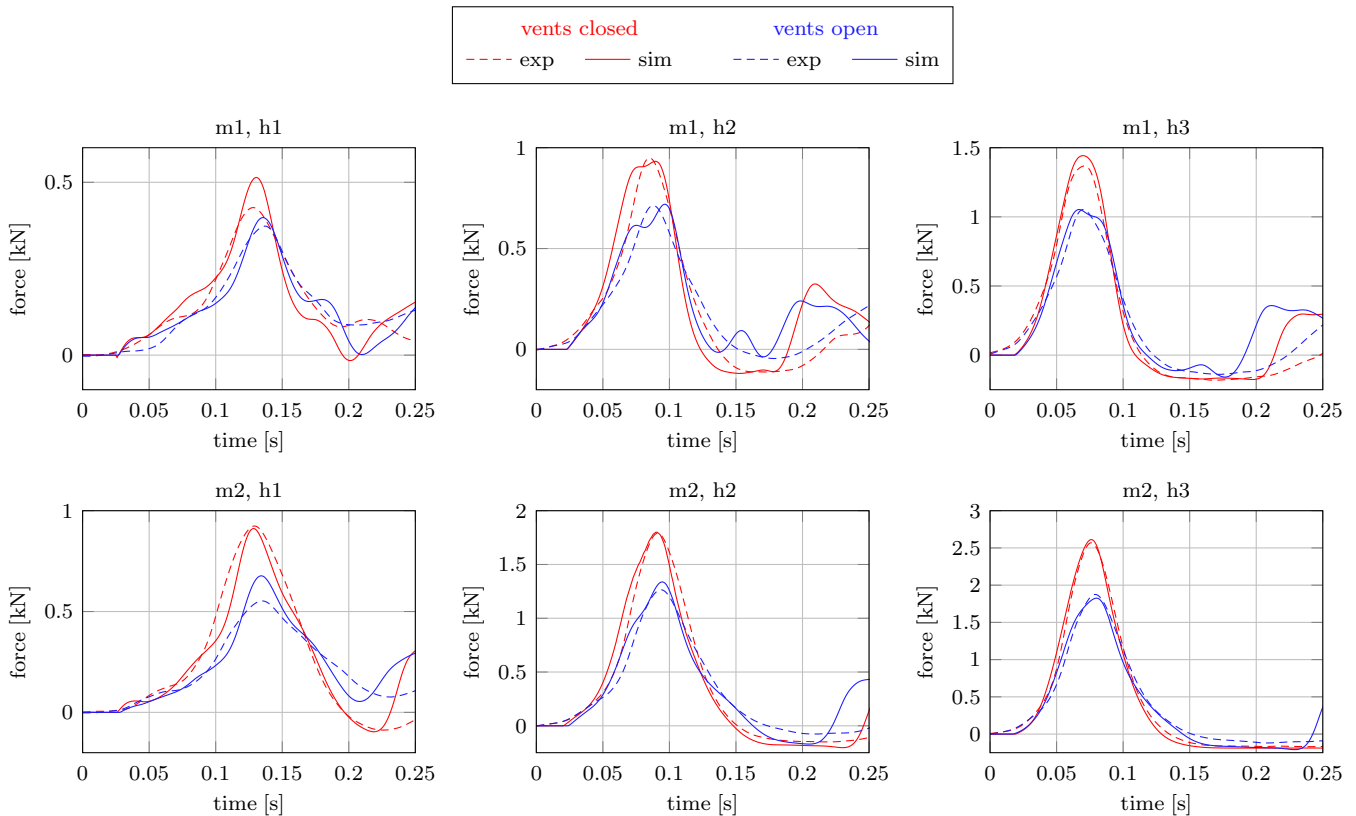 vents closed vents open
exp sim exp sim
m1, h1
force [kN]
0.5
0
0 0.05 0.1 0.15 0.2 0.25
time [s]
m1, h2
force [kN]
1
0.5
0
0 0.05 0.1 0.15 0.2 0.25
time [s]
m1, h3
force [kN]
1.5
1
0.5
0
0 0.05 0.1 0.15 0.2 0.25
time [s]
m2, h1
force [kN]
1
0.5
0
0 0.05 0.1 0.15 0.2 0.25
time [s]
m2, h2
force [kN]
2
1.5
1
0.5
0
0 0.05 0.1 0.15 0.2 0.25
time [s]
m2, h3
force [kN]
3
2.5
2
1.5
1
0.5
0
0 0.05 0.1 0.15 0.2 0.25
time [s]